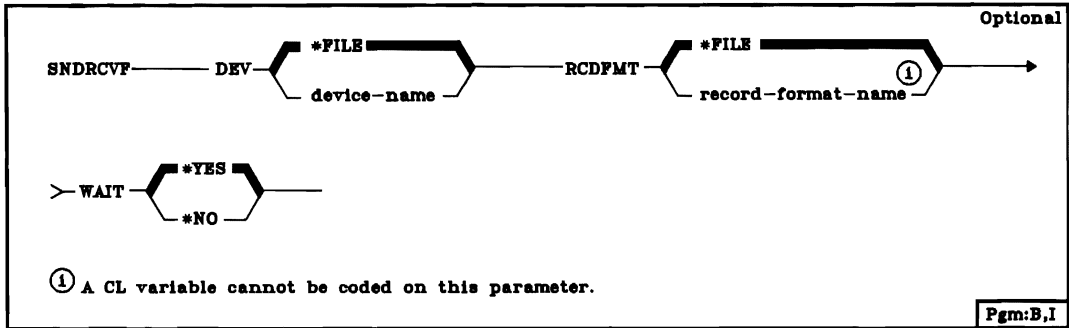 Optional
*FILE *FILE
SNDRCVF DEV RCDFMT
device-name record-format-name ①
*YES
WAIT
*NO
① A CL variable cannot be coded on this parameter.
Pgm:B,I